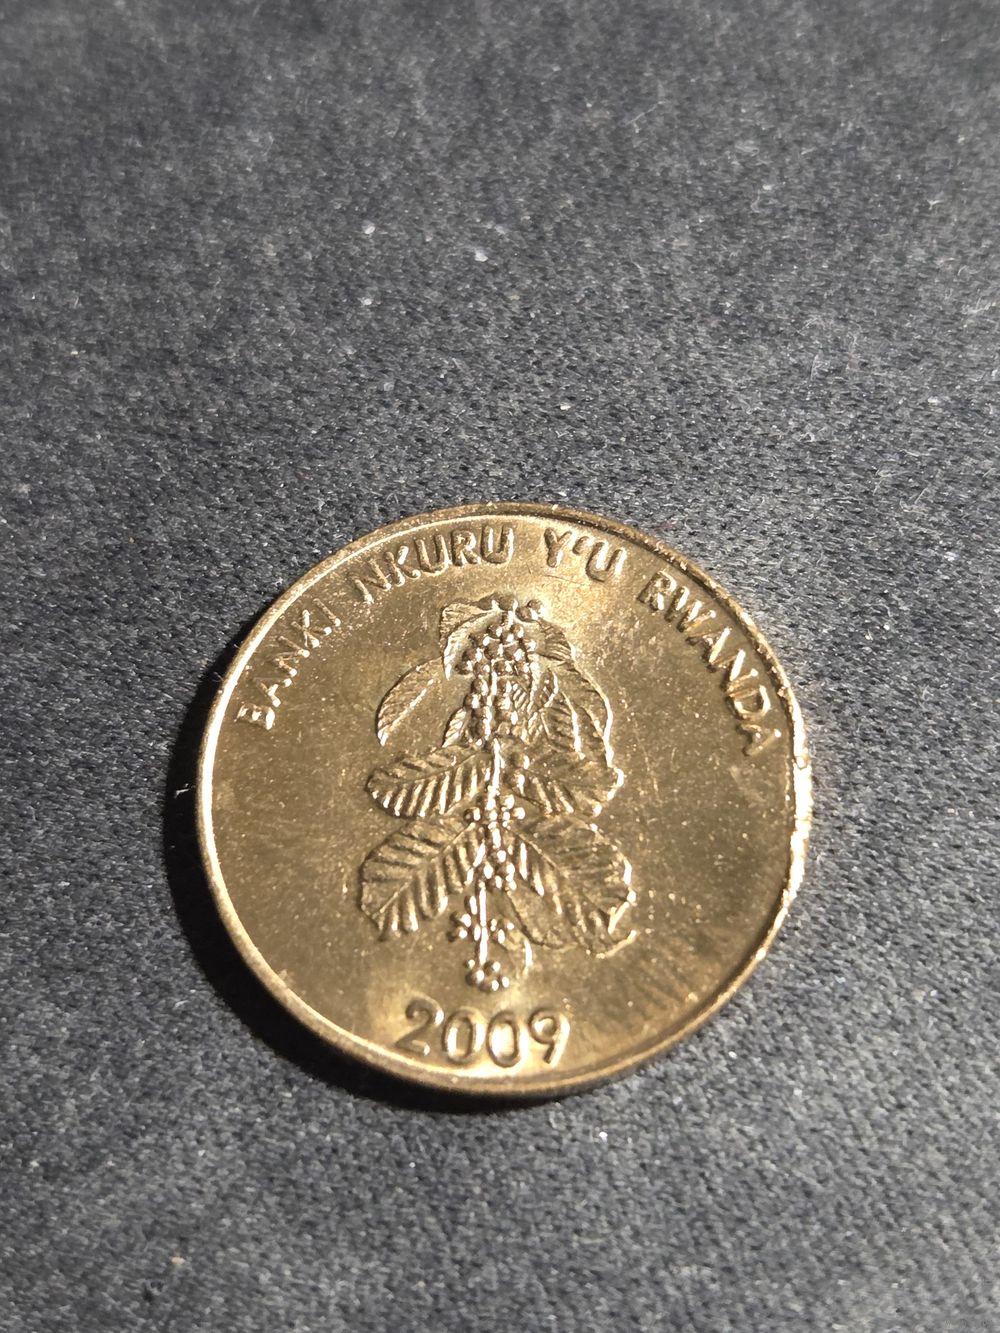 BANKI NKURU Y'U RWANDA
2009